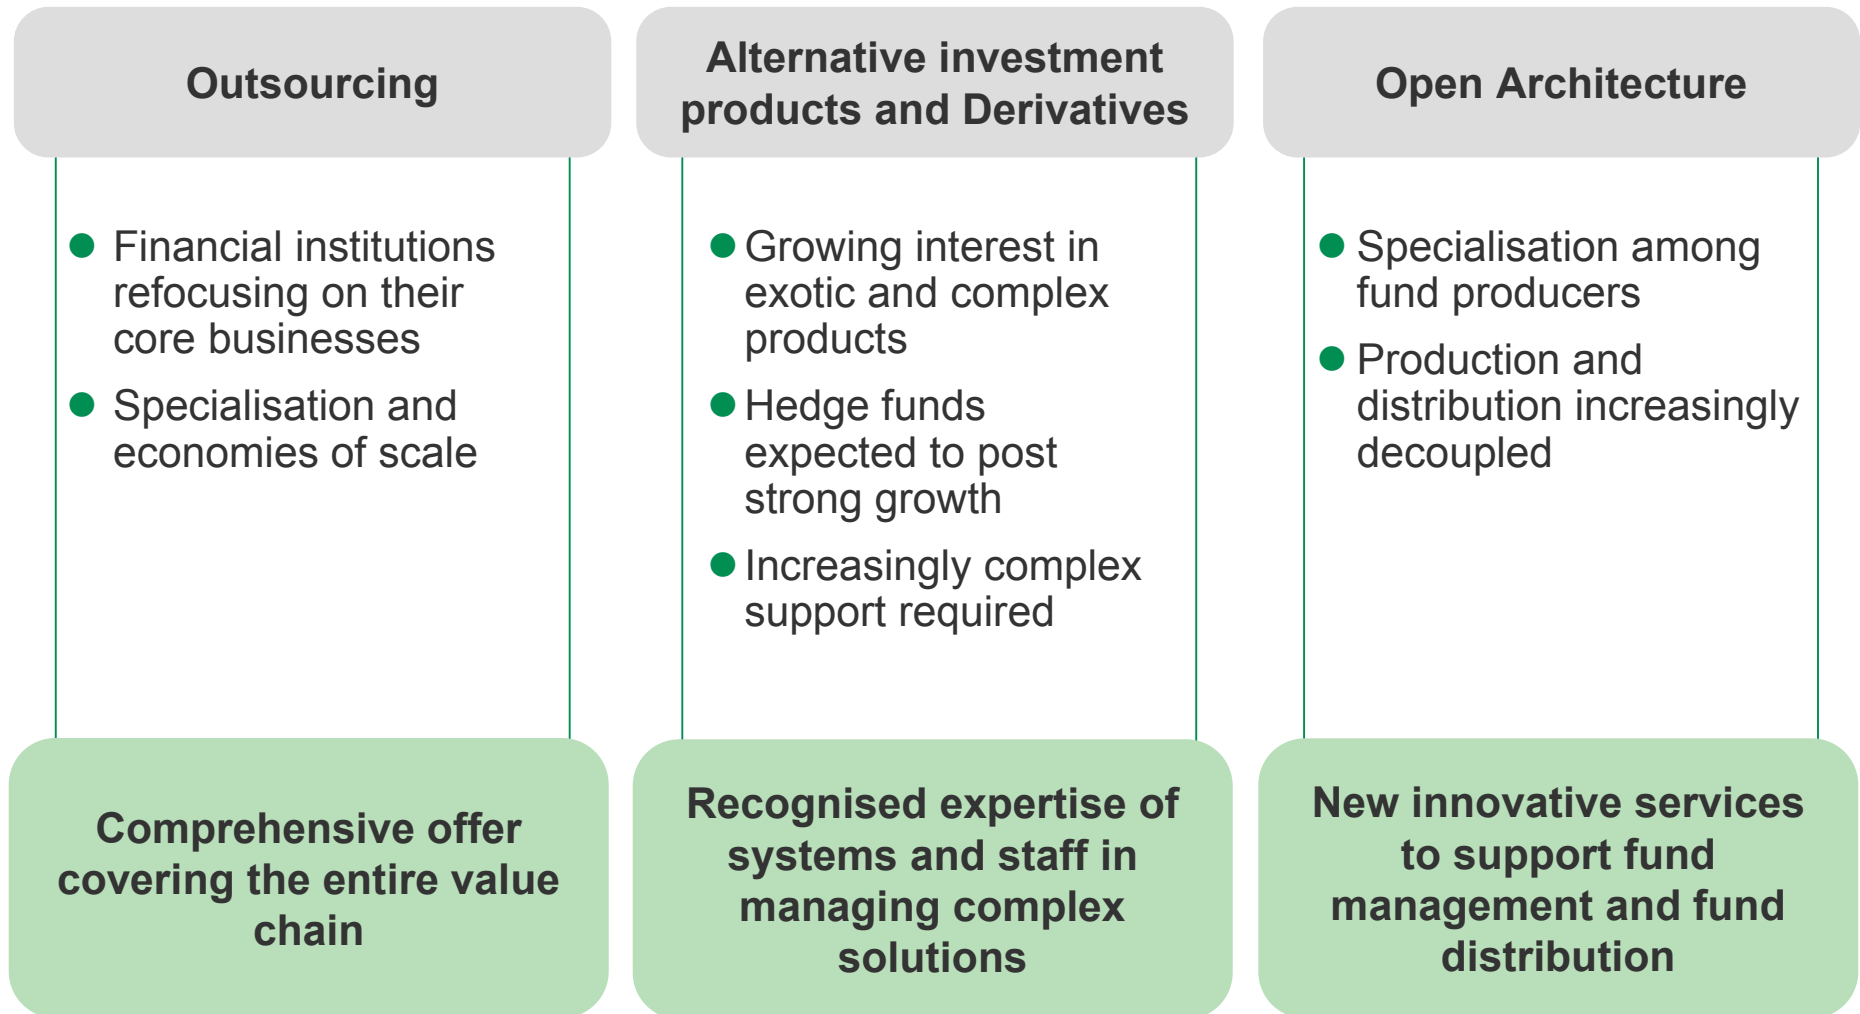 Outsourcing
Financial institutions
refocusing on their
core businesses
Specialisation and
economies of scale
Comprehensive offer
covering the entire value
chain
Alternative investment
products and Derivatives
Growing interest in
exotic and complex
products
Hedge funds
expected to post
strong growth
Increasingly complex
support required
Recognised expertise of
systems and staff in
managing complex
solutions
Open Architecture
Specialisation among
fund producers
Production and
distribution increasingly
decoupled
New innovative services
to support fund
management and fund
distribution